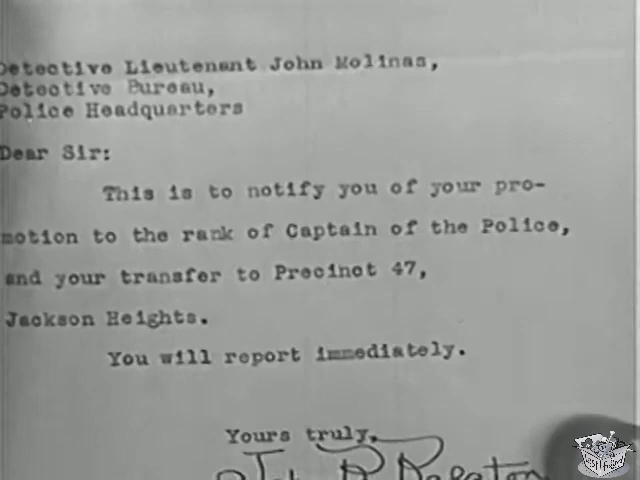 Detective Lieutenant John Molinas,
Detective Bureau,
Police Headquarters
Dear Sir:
This is to notify you of your pro-
motion to the rank of Captain of the Police,
and your transfer to Precinct 47,
Jackson Heights.
You will report immediately.
Yours truly,